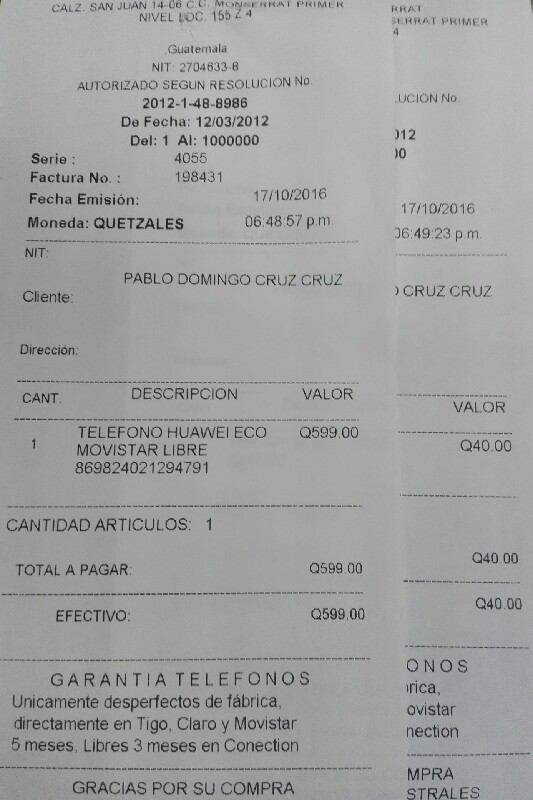 CALZ. SAN JUAN 14-06 C.C. MONSERRAT PRIMER
NIVEL LOC. 155 Z 4
Guatemala
NIT: 2704633-8
AUTORIZADO SEGUN RESOLUCION No.
2012-1-48-8986
De Fecha: 12/03/2012
Del: 1 Al: 1000000
Serie : 4055
Factura No. : 198431
Fecha Emisión: 17/10/2016
Moneda: QUETZALES 06:48:57 p.m.
NIT:
PABLO DOMINGO CRUZ CRUZ
Cliente:
Dirección:
CANT. DESCRIPCION VALOR
1 TELEFONO HUAWEI ECO Q599.00
MOVISTAR LIBRE
869824021294791
CANTIDAD ARTICULOS: 1
TOTAL A PAGAR: Q599.00
EFECTIVO: Q599.00
GARANTIA TELEFONOS
Unicamente desperfectos de fábrica,
directamente en Tigo, Claro y Movistar
5 meses, Libres 3 meses en Conection
GRACIAS POR SU COMPRA
RRAT
SERRAT PRIMER
4
LUCION No.
012
00
17/10/2016
06:49:23 p.m.
O CRUZ CRUZ
VALOR
Q40.00
Q40.00
Q40.00
ONOS
rica,
ovistar
nection
MPRA
STRALES